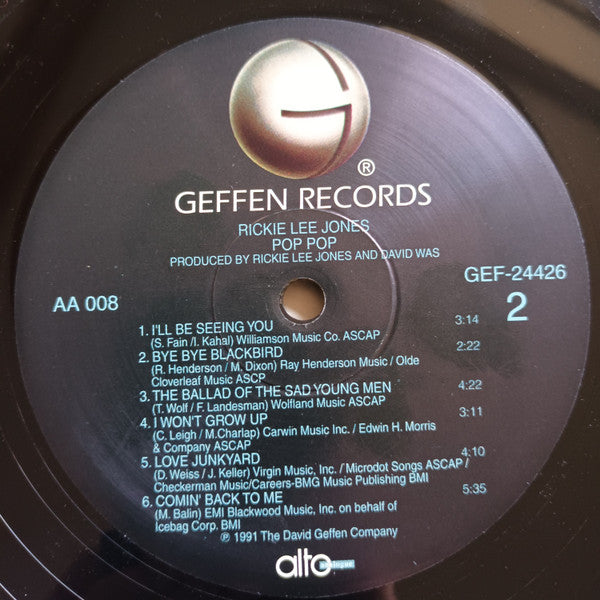 ®
GEFFEN RECORDS
RICKIE LEE JONES
POP POP
PRODUCED BY RICKIE LEE JONES AND DAVID WAS
GEF-24426
AA 008
2
1. I'LL BE SEEING YOU 3:14
(S. Fain /I. Kahal) Williamson Music Co. ASCAP
2. BYE BYE BLACKBIRD 2:22
(R. Henderson / M. Dixon) Ray Henderson Music / Olde
Cloverleaf Music ASCP
3. THE BALLAD OF THE SAD YOUNG MEN 4:22
(T. Wolf / F. Landesman) Wolfland Music ASCAP
4. I WON'T GROW UP 3:11
(C. Leigh / M.Charlap) Carwin Music Inc. / Edwin H. Morris
& Company ASCAP
5. LOVE JUNKYARD 4:10
(D. Weiss / J. Keller) Virgin Music, Inc. / Microdot Songs ASCAP /
Checkerman Music/Careers-BMG Music Publishing BMI
6. COMIN' BACK TO ME 5:35
(M. Balin) EMI Blackwood Music, Inc. on behalf of
Icebag Corp. BMI
℗ 1991 The David Geffen Company
alto
analogue